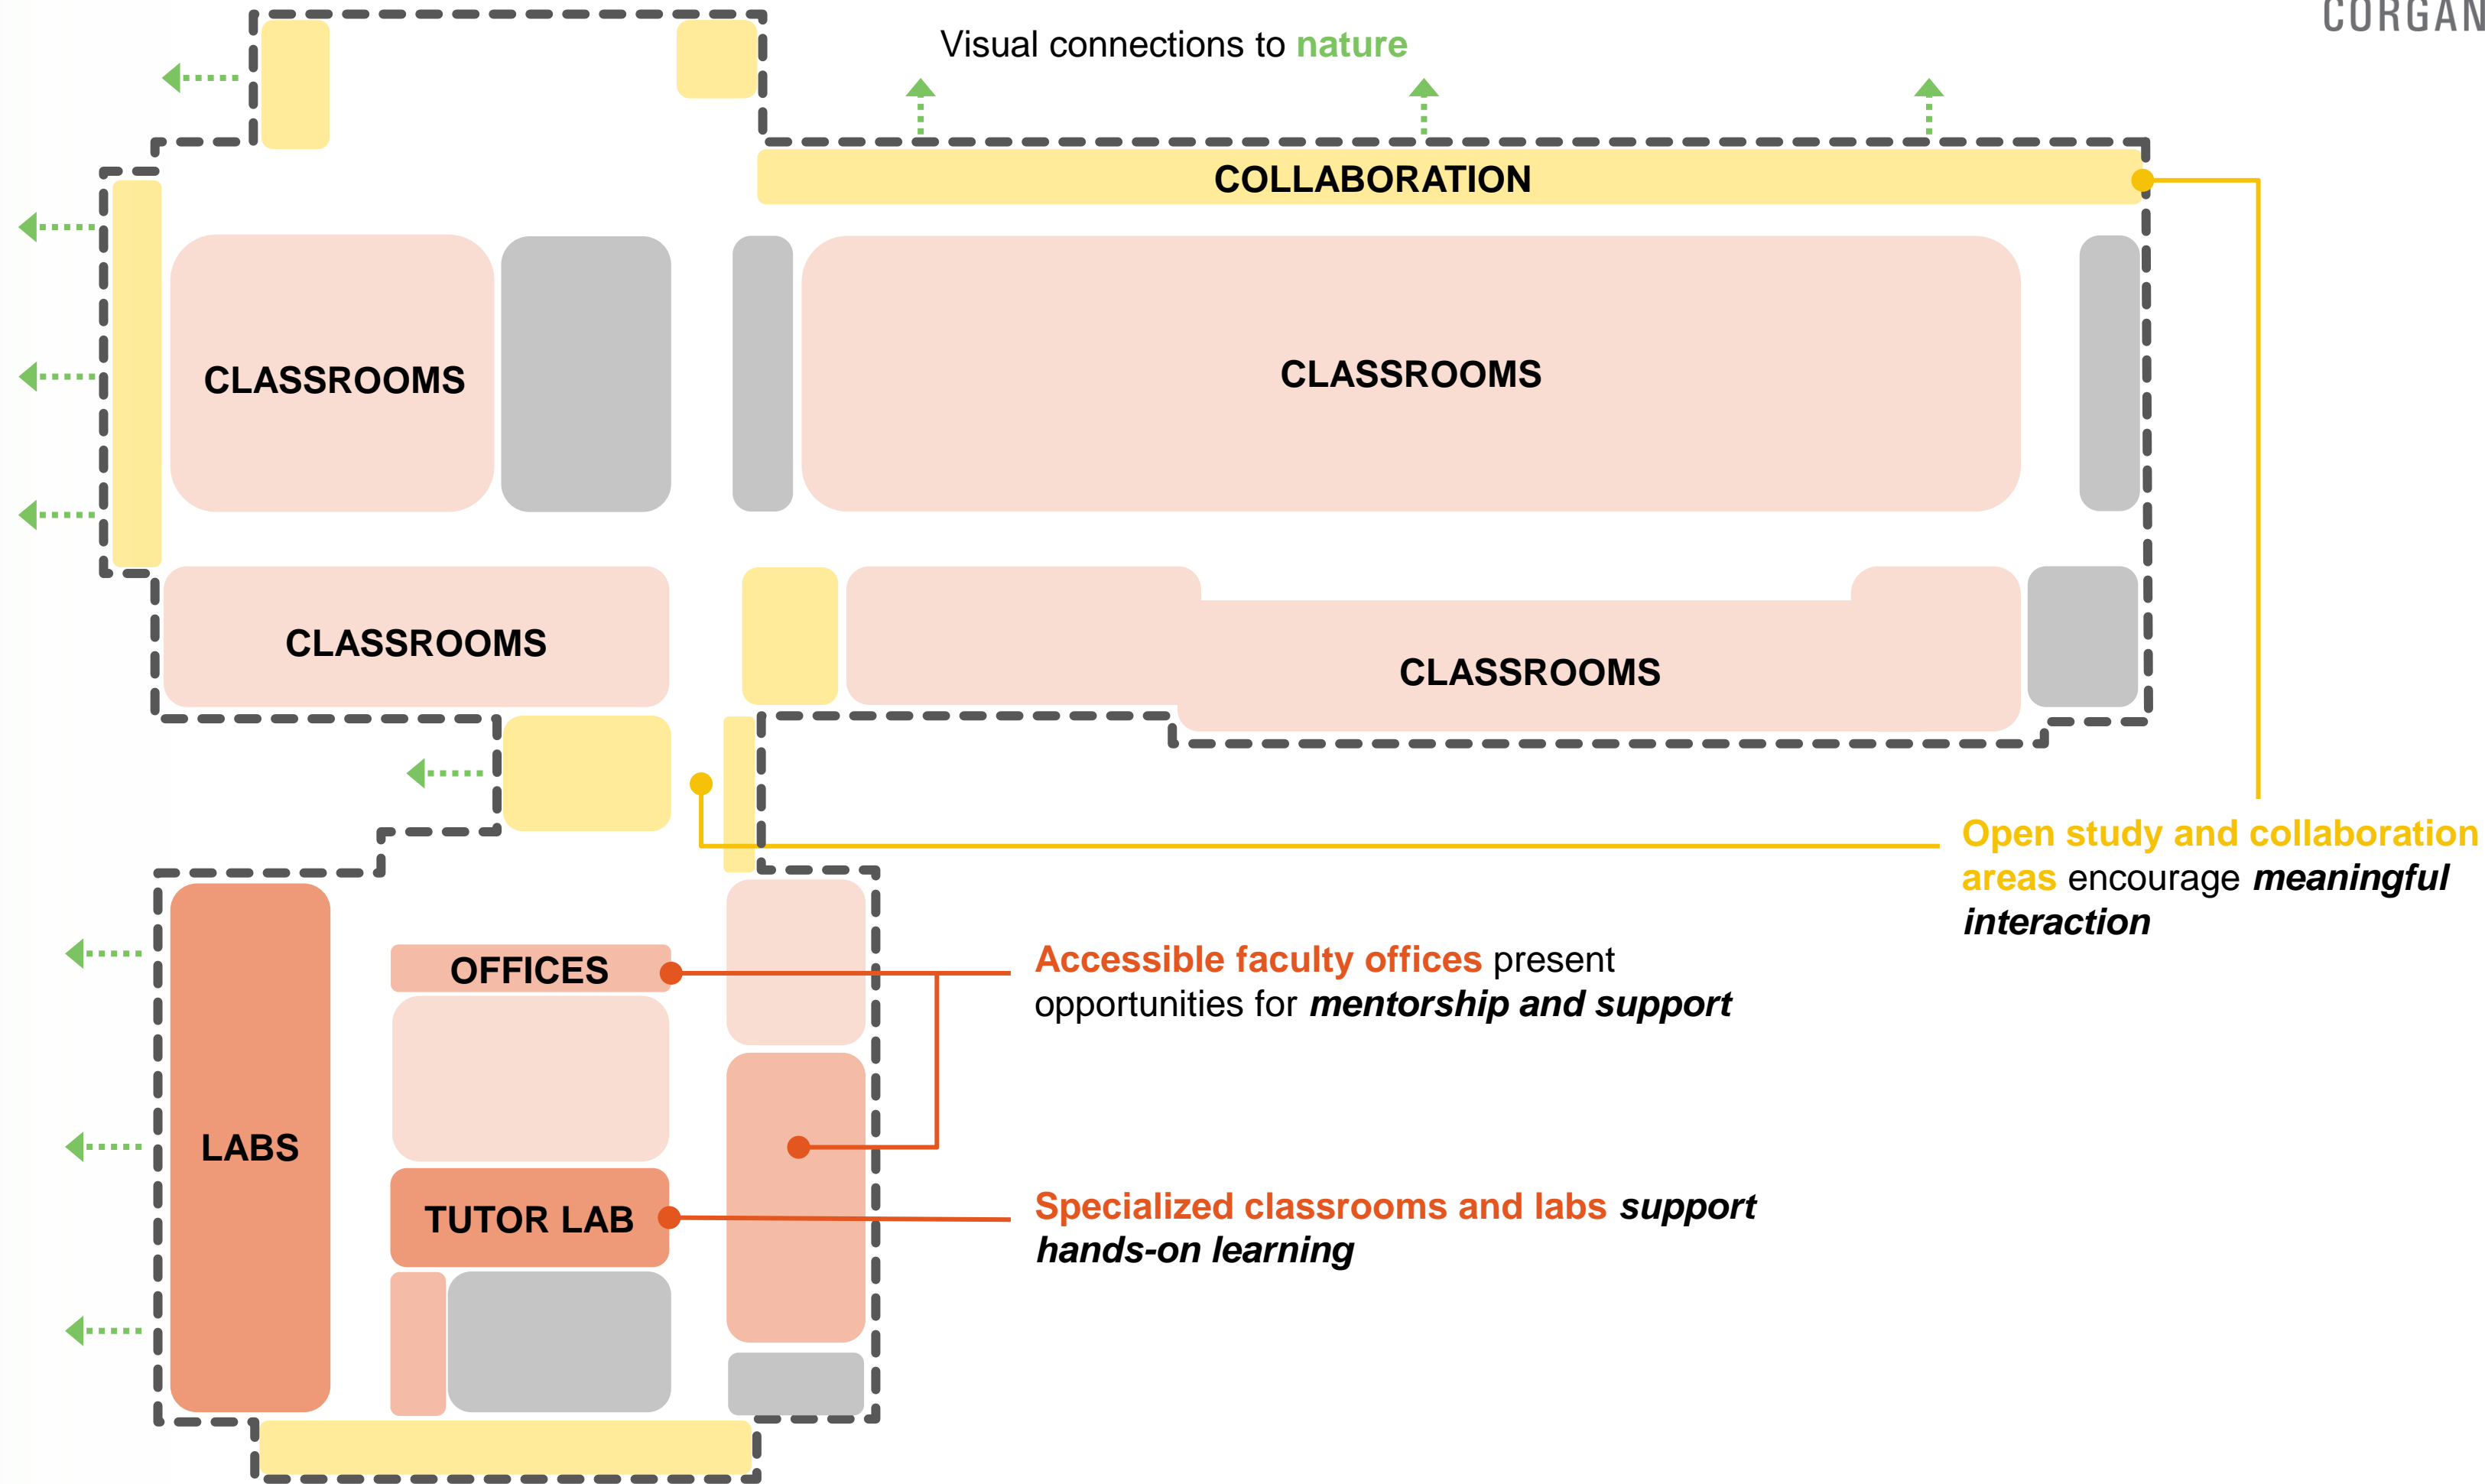 CORGAN
Visual connections to nature
COLLABORATION
CLASSROOMS
CLASSROOMS
CLASSROOMS
CLASSROOMS
Open study and collaboration
areas encourage meaningful
interaction
OFFICES
Accessible faculty offices present
opportunities for mentorship and support
LABS
TUTOR LAB
Specialized classrooms and labs support
hands-on learning